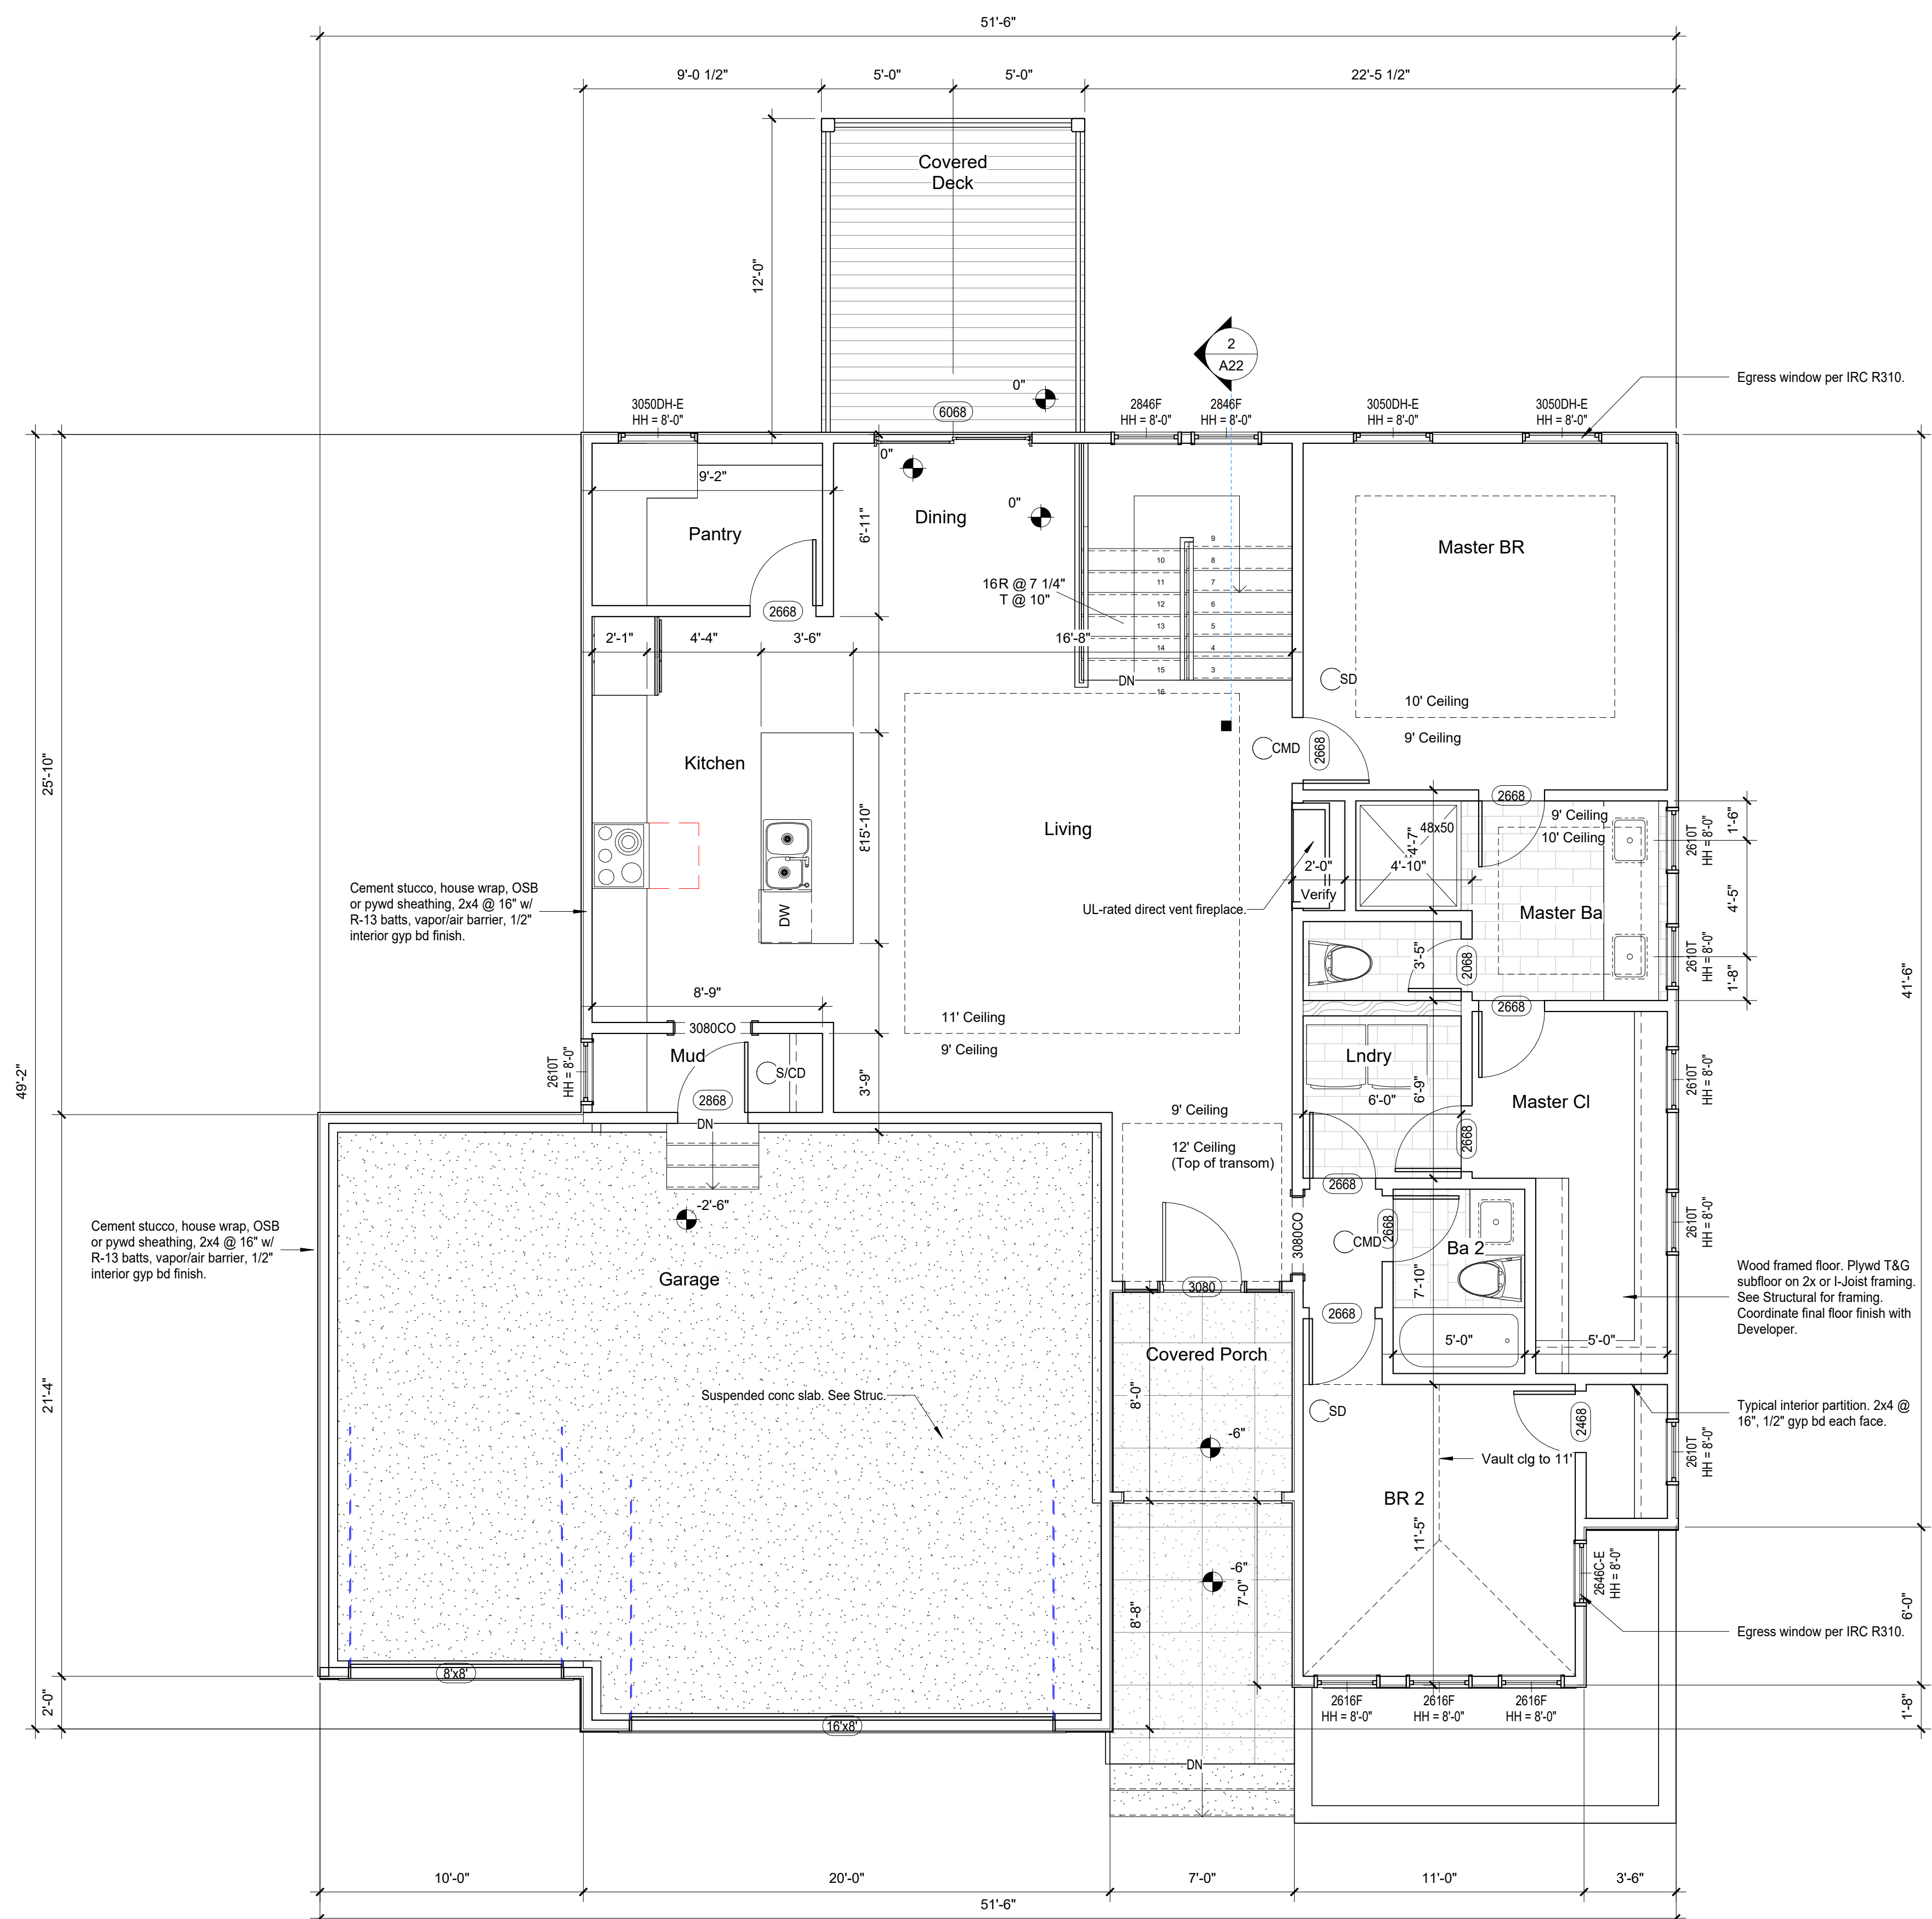 51'-6"
9'-0 1/2"
5'-0"
5'-0"
22'-5 1/2"
Covered
Deck
12'-0"
2
A22
Egress window per IRC R310.
0"
6068
3050DH-E
HH = 8'-0"
2846F
HH = 8'-0"
2846F
HH = 8'-0"
3050DH-E
HH = 8'-0"
3050DH-E
HH = 8'-0"
0"
9'-2"
0"
Dining
6'-11"
Pantry
Master BR
9
10
8
11
7
12
6
13
5
14
4
15
3
16
16R @ 7 1/4"
T @ 10"
2668
2'-1"
4'-4"
3'-6"
16'-8"
DN
SD
10' Ceiling
9' Ceiling
CMD
2668
Kitchen
25'-10"
2668
9' Ceiling
10' Ceiling
1'-6"
2610T
HH = 8'-0"
Living
15'-10"
48x50
4'-7"
4'-10"
2'-0"
Verify
Cement stucco, house wrap, OSB
or pywd sheathing, 2x4 @ 16" w/
R-13 batts, vapor/air barrier, 1/2"
interior gyp bd finish.
DW
UL-rated direct vent fireplace.
Master Ba
4'-5"
3'-5"
2068
2610T
HH = 8'-0"
1'-8"
41'-6"
8'-9"
2668
11' Ceiling
3080CO
9' Ceiling
Mud
S/CD
Lndry
2610T
HH = 8'-0"
3'-9"
49'-2"
2610T
HH = 8'-0"
2868
6'-0"
6'-9"
Master Cl
DN
9' Ceiling
12' Ceiling
(Top of transom)
2668
2668
-2'-6"
Cement stucco, house wrap, OSB
or pywd sheathing, 2x4 @ 16" w/
R-13 batts, vapor/air barrier, 1/2"
interior gyp bd finish.
3080CO
CMD
2668
Ba 2
2610T
HH = 8'-0"
Garage
3080
7'-10"
Wood framed floor. Plywd T&G
subfloor on 2x or I-Joist framing.
See Structural for framing.
Coordinate final floor finish with
Developer.
2668
5'-0"
5'-0"
Covered Porch
21'-4"
8'-0"
Suspended conc slab. See Struc.
SD
2468
Typical interior partition. 2x4 @
16", 1/2" gyp bd each face.
-6"
Vault clg to 11'
2610T
HH = 8'-0"
BR 2
11'-5"
-6"
7'-0"
8'-8"
2646C-E
HH = 8'-0"
6'-0"
Egress window per IRC R310.
8'x8'
2'-0"
16'x8'
2616F
HH = 8'-0"
2616F
HH = 8'-0"
2616F
HH = 8'-0"
1'-8"
DN
10'-0"
20'-0"
7'-0"
11'-0"
3'-6"
51'-6"